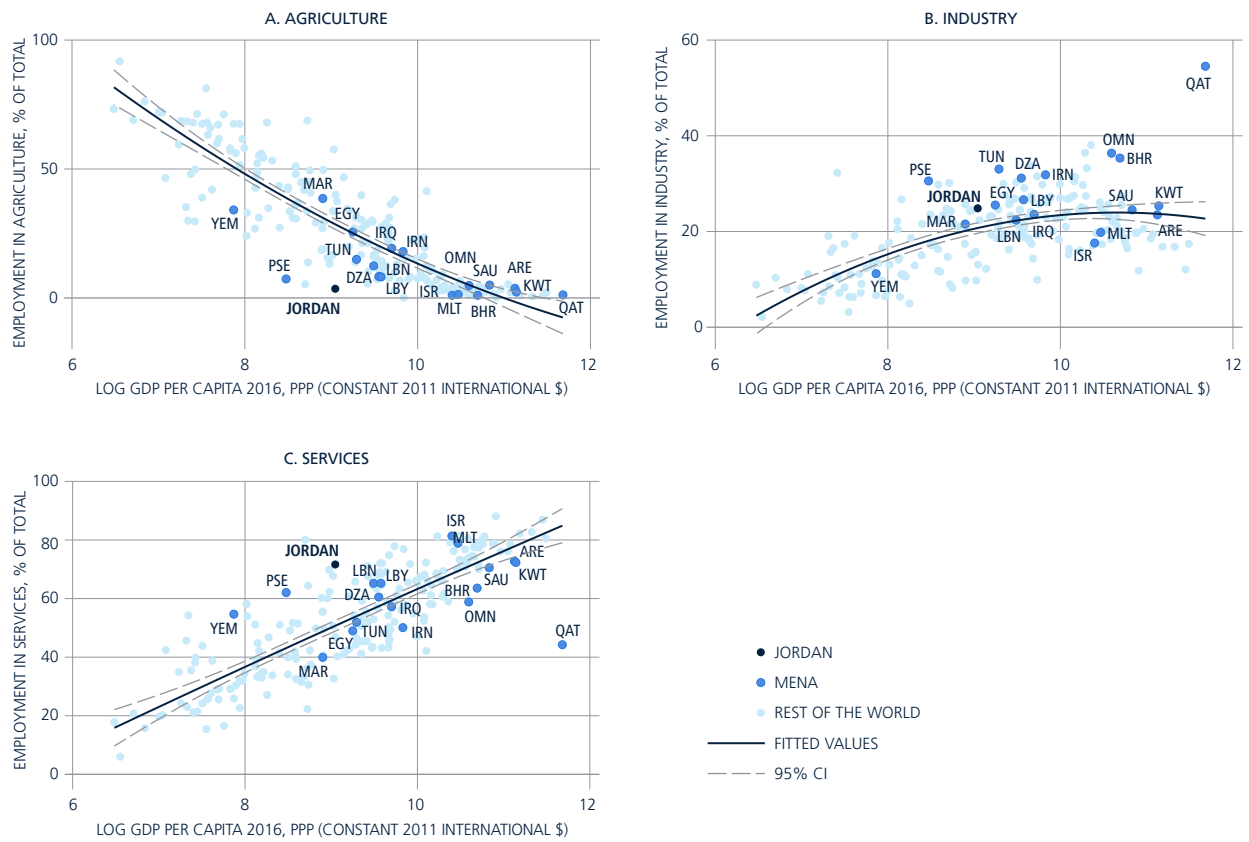 A. AGRICULTURE
EMPLOYMENT IN AGRICULTURE, % OF TOTAL
100
50
0
MAR
EGY
YEM
IRQ
IRN
TUN
OMN
PSE
DZA
LBN
SAU
ARE
LBY
ISR
KWT
JORDAN
MLT
BHR
QAT
6
8
10
12
LOG GDP PER CAPITA 2016, PPP (CONSTANT 2011 INTERNATIONAL $)
B. INDUSTRY
EMPLOYMENT IN INDUSTRY, % OF TOTAL
60
40
20
0
QAT
OMN
TUN
DZA
BHR
PSE
IRN
JORDAN
EGY
SAU
KWT
LBY
MAR
LBN
IRQ
MLT
ARE
ISR
YEM
6
8
10
12
LOG GDP PER CAPITA 2016, PPP (CONSTANT 2011 INTERNATIONAL $)
C. SERVICES
EMPLOYMENT IN SERVICES, % OF TOTAL
100
80
60
40
20
0
ISR
MLT
JORDAN
ARE
LBN
LBY
PSE
SAU
KWT
DZA
BHR
IRQ
OMN
YEM
TUN
IRN
QAT
EGY
MAR
6
8
10
12
LOG GDP PER CAPITA 2016, PPP (CONSTANT 2011 INTERNATIONAL $)
JORDAN
MENA
REST OF THE WORLD
FITTED VALUES
95% CI